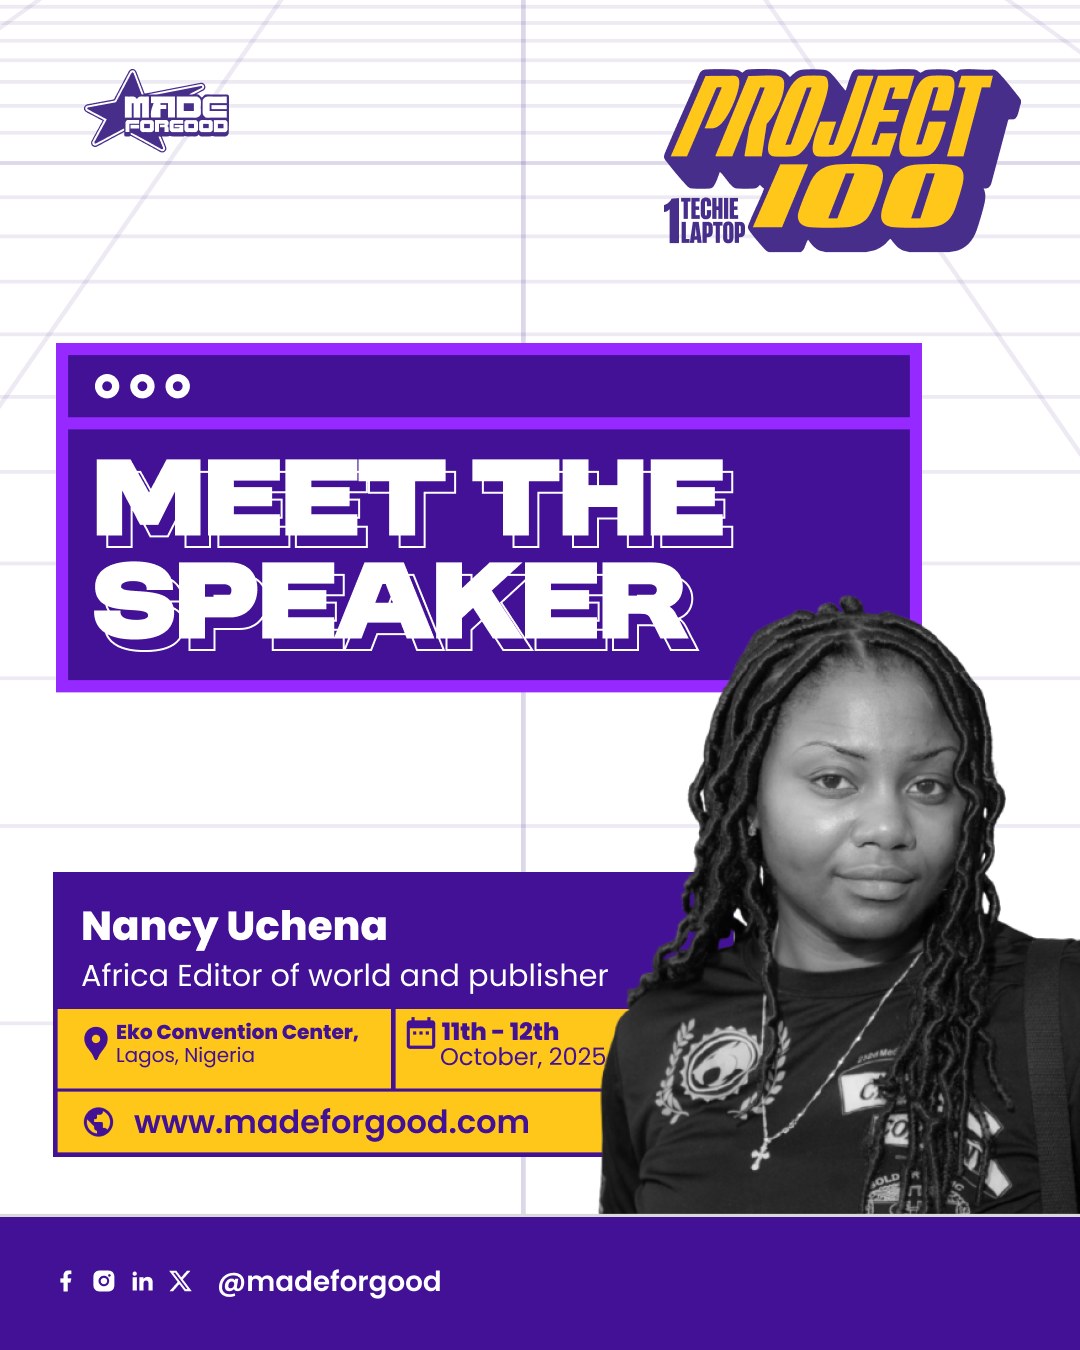 MADE
FORGOOD
PROJECT
100
1 TECHIE
LAPTOP
MEET THE
SPEAKER
Nancy Uchena
Africa Editor of world and publisher
Eko Convention Center,
Lagos, Nigeria
11th - 12th
October, 2025
www.madeforgood.com
@madeforgood